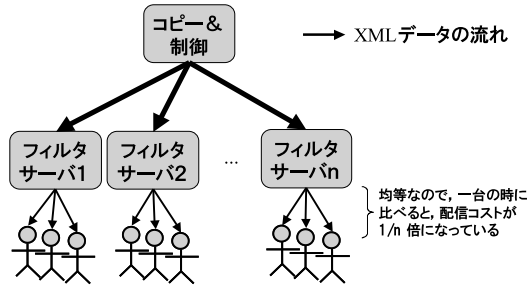 コピー&
制御
XMLデータの流れ
フィルタ
サーバ1
フィルタ
サーバ2
...
フィルタ
サーバn
均等なので，一台の時に
比べると，配信コストが
1/n 倍になっている